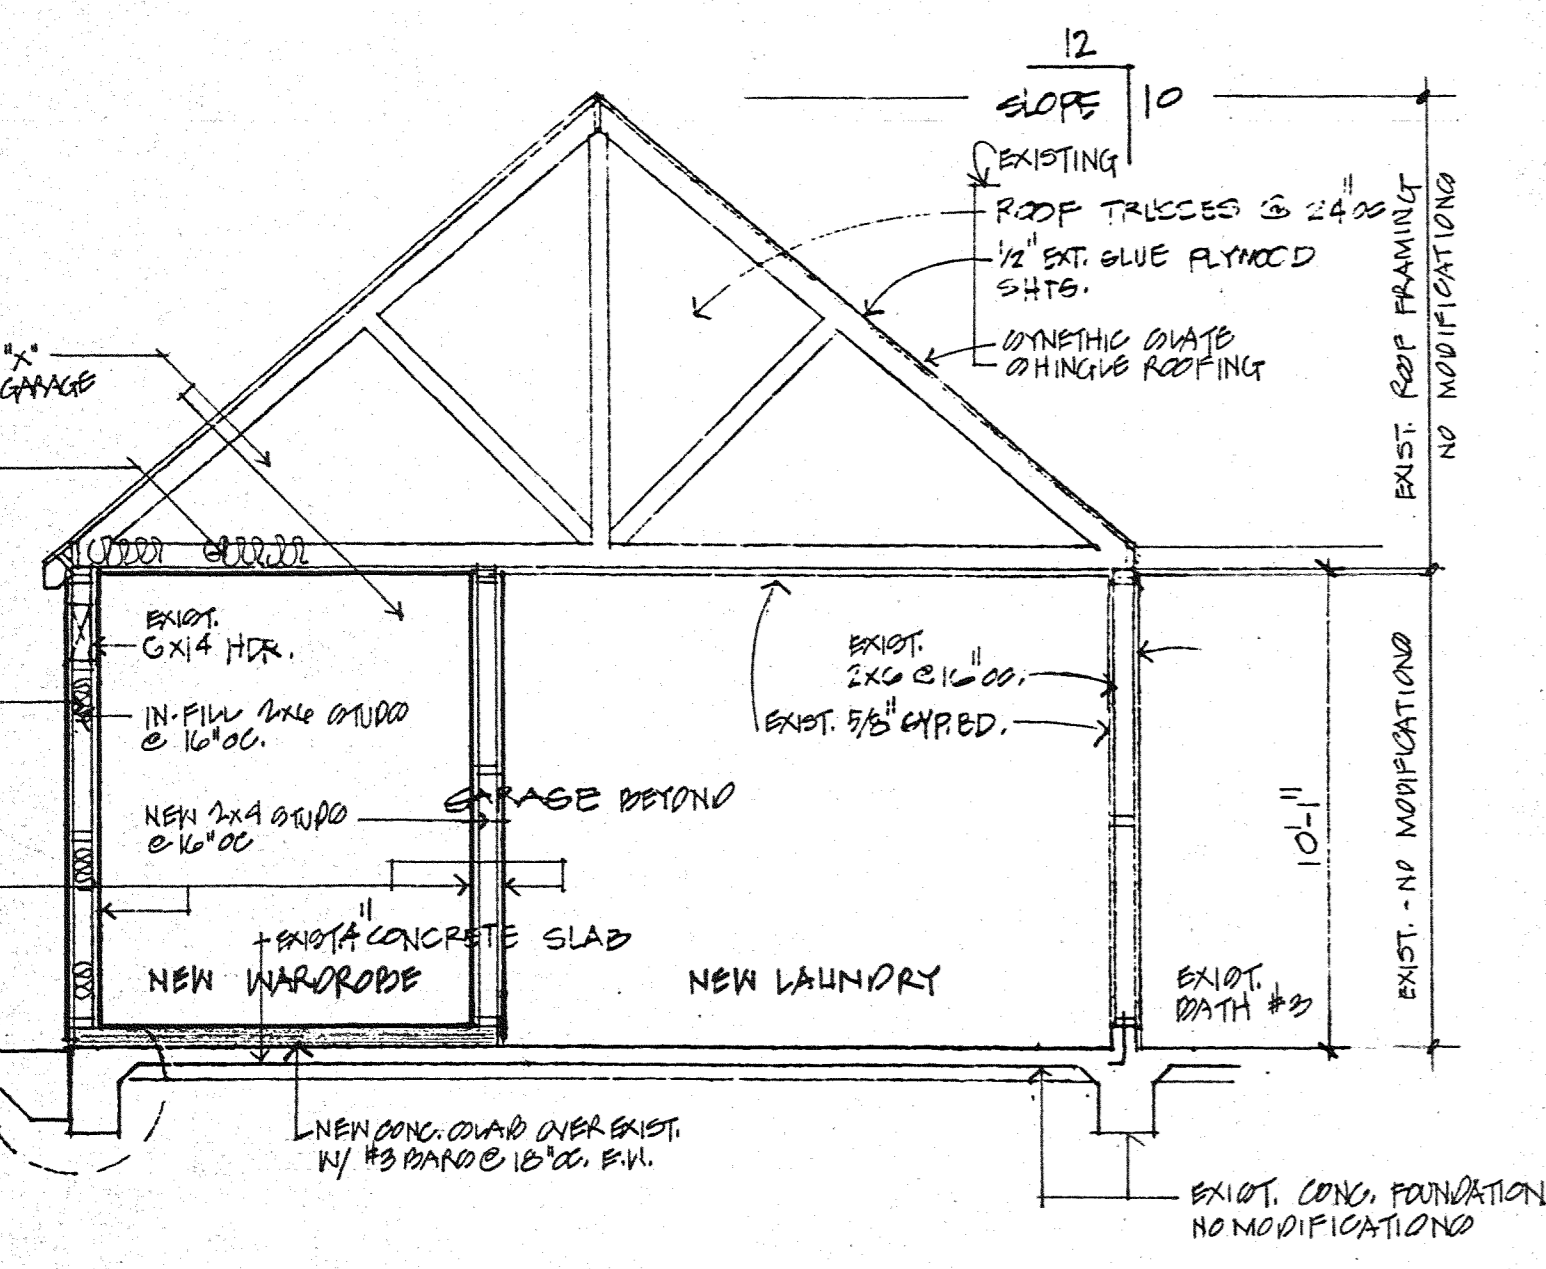 12
SLOPE 10
EXISTING
ROOF TRUSSES @ 24"OC
1/2" EXT. GLUE PLYWOOD
SHTG.
SYNETHIC SLATE
SHINGLE ROOFING
EXIST. ROOF FRAMING
NO MODIFICATIONS
"X"
GARAGE
EXIST.
6X14 HDR.
IN-FILL 2X6 STUDS
@ 16"OC.
NEW 2X4 STUDS
@ 16"OC
GARAGE BEYOND
EXIST.
2X6 @ 16"OC.
EXIST. 5/8" GYP.BD.
10'-1"
EXIST. - NO MODIFICATIONS
EXIST. 4" CONCRETE SLAB
NEW WARDROBE
NEW LAUNDRY
EXIST.
BATH #3
NEW CONC. SLAB OVER EXIST.
W/ #3 BARS @ 18"OC. E.W.
EXIST. CONC. FOUNDATION
NO MODIFICATIONS